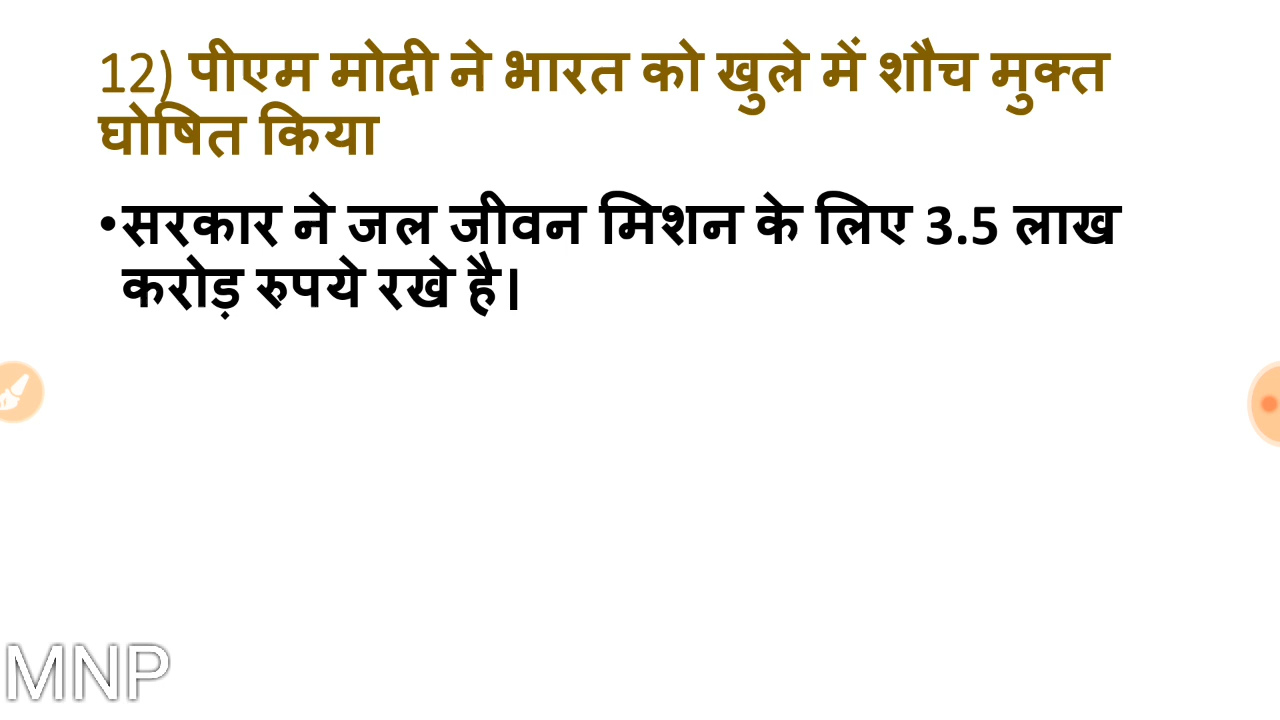 12) पीएम मोदी ने भारत को खुले में शौच मुक्त
घोषित किया
•सरकार ने जल जीवन मिशन के लिए 3.5 लाख
करोड़ रुपये रखे है।
MNP